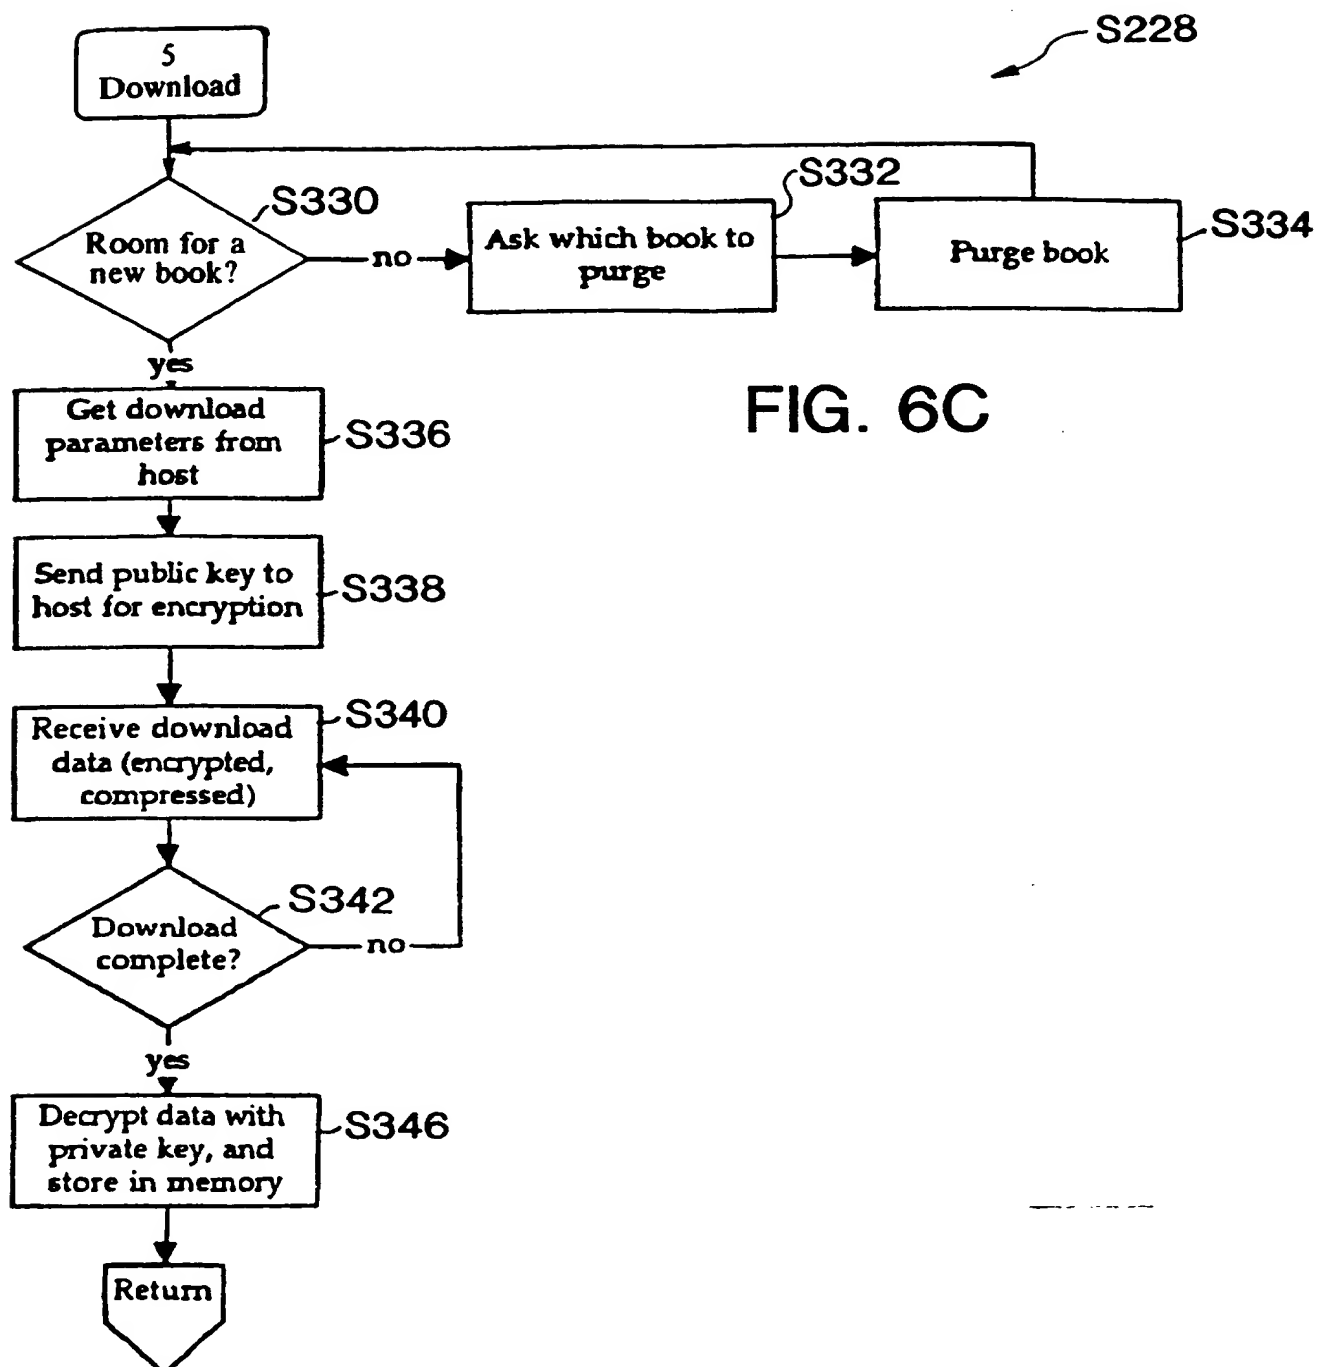 S228
5
Download
S330
Room for a
new book?
no
S332
Ask which book to
purge
S334
Purge book
yes
FIG. 6C
Get download
parameters from
host
S336
Send public key to
host for encryption
S338
Receive download
data (encrypted,
compressed)
S340
S342
Download
complete?
no
yes
Decrypt data with
private key, and
store in memory
S346
Return